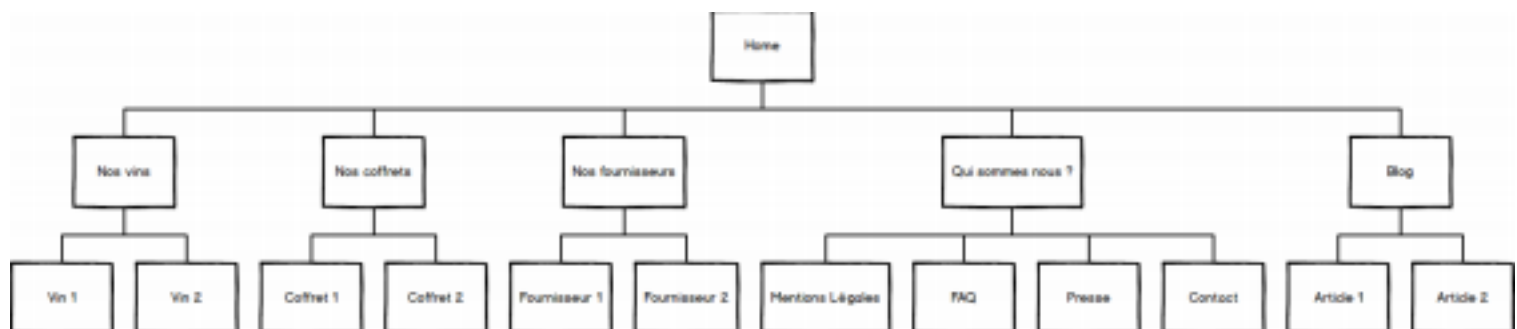 Home
Nos vins
Nos coffrets
Nos fournisseurs
Qui sommes nous ?
Blog
Vin 1
Vin 2
Coffret 1
Coffret 2
Fournisseur 1
Fournisseur 2
Mentions Légales
FAQ
Presse
Contact
Article 1
Article 2